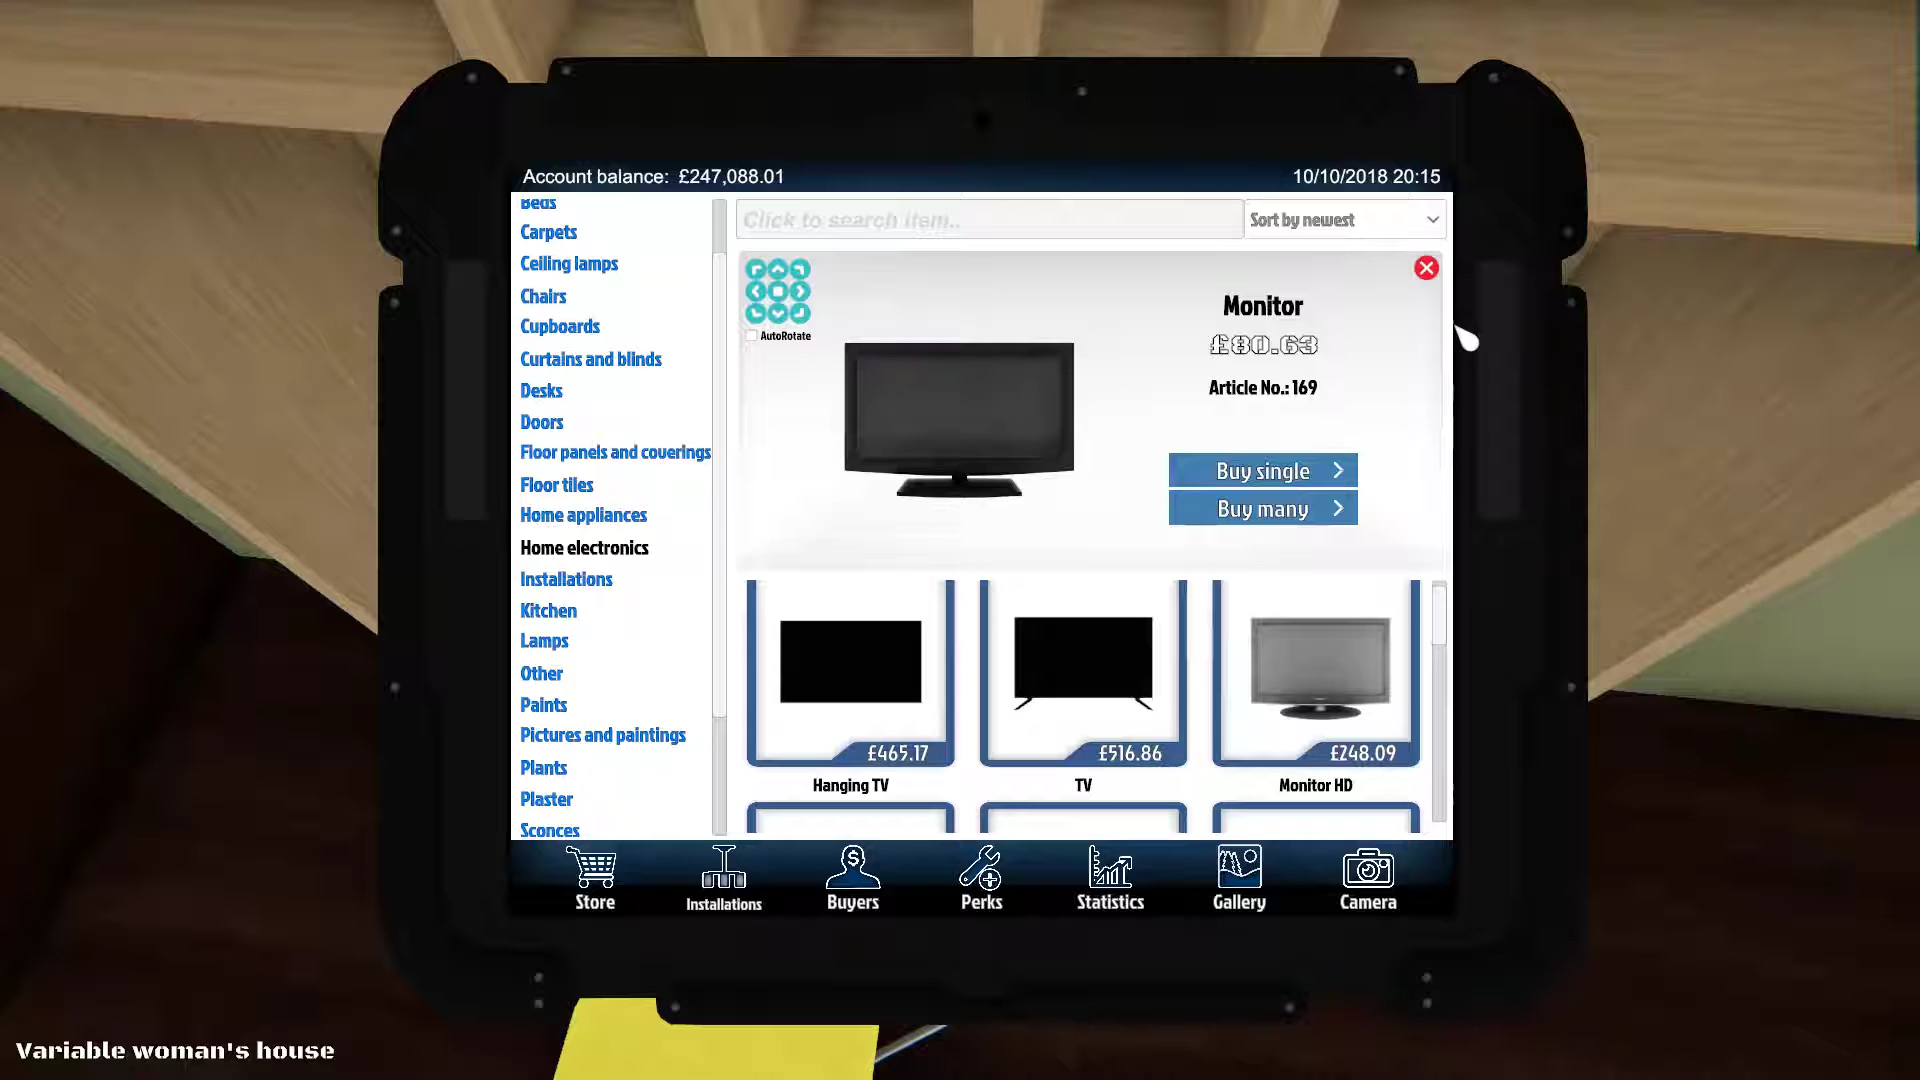 Account balance: £247,088.01
10/10/2018 20:15
Beds
Carpets
Ceiling lamps
Chairs
Cupboards
Curtains and blinds
Desks
Doors
Floor panels and coverings
Floor tiles
Home appliances
Home electronics
Installations
Kitchen
Lamps
Other
Paints
Pictures and paintings
Plants
Plaster
Sconces
Click to search item..
Sort by newest
AutoRotate
Monitor
£80.63
Article No.: 169
Buy single
Buy many
£465.17
£516.86
£248.09
Hanging TV
TV
Monitor HD
Store
Installations
Buyers
Perks
Statistics
Gallery
Camera
Variable woman's house